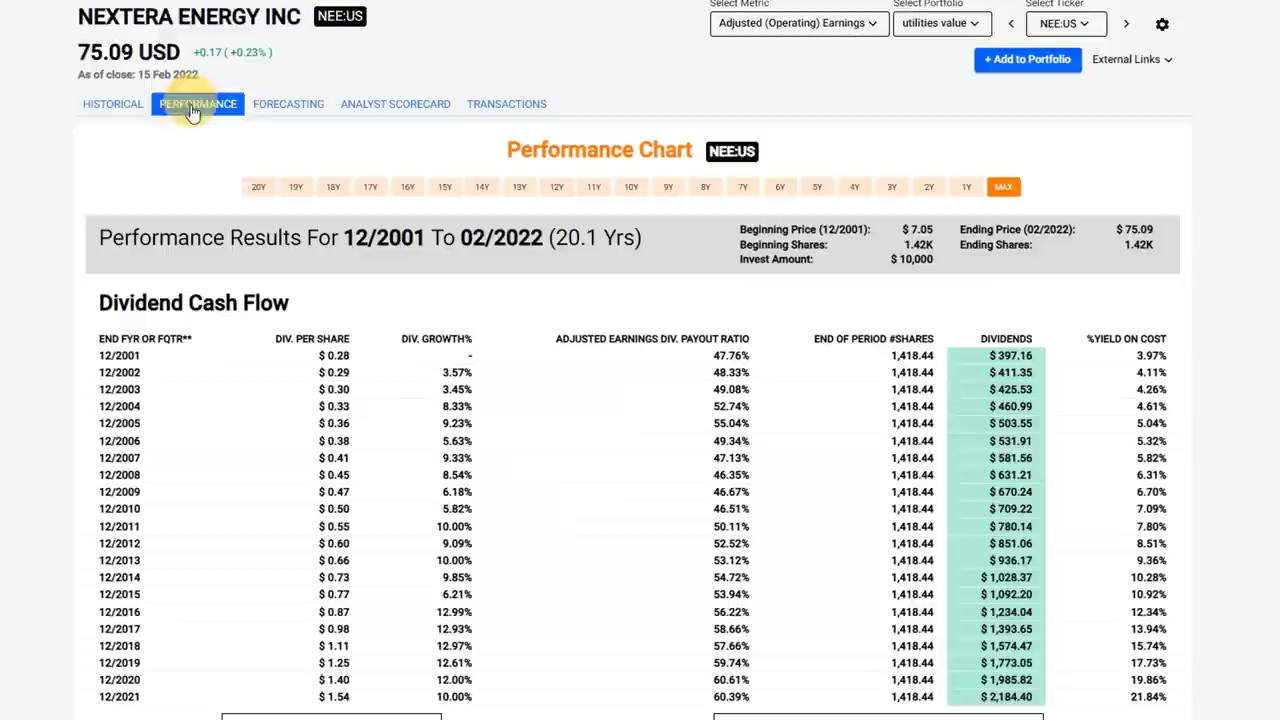 NEXTERA ENERGY INC NEE:US
Select Metric Select Portfolio Select Ticker
Adjusted (Operating) Earnings utilities value NEE:US
75.09 USD +0.17 ( +0.23% )
+ Add to Portfolio External Links
As of close: 15 Feb 2022
HISTORICAL PERFORMANCE FORECASTING ANALYST SCORECARD TRANSACTIONS
Performance Chart NEE:US
20Y 19Y 18Y 17Y 16Y 15Y 14Y 13Y 12Y 11Y 10Y 9Y 8Y 7Y 6Y 5Y 4Y 3Y 2Y 1Y MAX
Performance Results For 12/2001 To 02/2022 (20.1 Yrs)
Beginning Price (12/2001): $ 7.05 Ending Price (02/2022): $ 75.09
Beginning Shares: 1.42K Ending Shares: 1.42K
Invest Amount: $ 10,000
Dividend Cash Flow
END FYR OR FQTR** DIV. PER SHARE DIV. GROWTH% ADJUSTED EARNINGS DIV. PAYOUT RATIO END OF PERIOD #SHARES DIVIDENDS %YIELD ON COST
12/2001 $ 0.28 - 47.76% 1,418.44 $ 397.16 3.97%
12/2002 $ 0.29 3.57% 48.33% 1,418.44 $ 411.35 4.11%
12/2003 $ 0.30 3.45% 49.08% 1,418.44 $ 425.53 4.26%
12/2004 $ 0.33 8.33% 52.74% 1,418.44 $ 460.99 4.61%
12/2005 $ 0.36 9.23% 55.04% 1,418.44 $ 503.55 5.04%
12/2006 $ 0.38 5.63% 49.34% 1,418.44 $ 531.91 5.32%
12/2007 $ 0.41 9.33% 47.13% 1,418.44 $ 581.56 5.82%
12/2008 $ 0.45 8.54% 46.35% 1,418.44 $ 631.21 6.31%
12/2009 $ 0.47 6.18% 46.67% 1,418.44 $ 670.24 6.70%
12/2010 $ 0.50 5.82% 46.51% 1,418.44 $ 709.22 7.09%
12/2011 $ 0.55 10.00% 50.11% 1,418.44 $ 780.14 7.80%
12/2012 $ 0.60 9.09% 52.52% 1,418.44 $ 851.06 8.51%
12/2013 $ 0.66 10.00% 53.12% 1,418.44 $ 936.17 9.36%
12/2014 $ 0.73 9.85% 54.72% 1,418.44 $ 1,028.37 10.28%
12/2015 $ 0.77 6.21% 53.94% 1,418.44 $ 1,092.20 10.92%
12/2016 $ 0.87 12.99% 56.22% 1,418.44 $ 1,234.04 12.34%
12/2017 $ 0.98 12.93% 58.66% 1,418.44 $ 1,393.65 13.94%
12/2018 $ 1.11 12.97% 57.66% 1,418.44 $ 1,574.47 15.74%
12/2019 $ 1.25 12.61% 59.74% 1,418.44 $ 1,773.05 17.73%
12/2020 $ 1.40 12.00% 60.61% 1,418.44 $ 1,985.82 19.86%
12/2021 $ 1.54 10.00% 60.39% 1,418.44 $ 2,184.40 21.84%